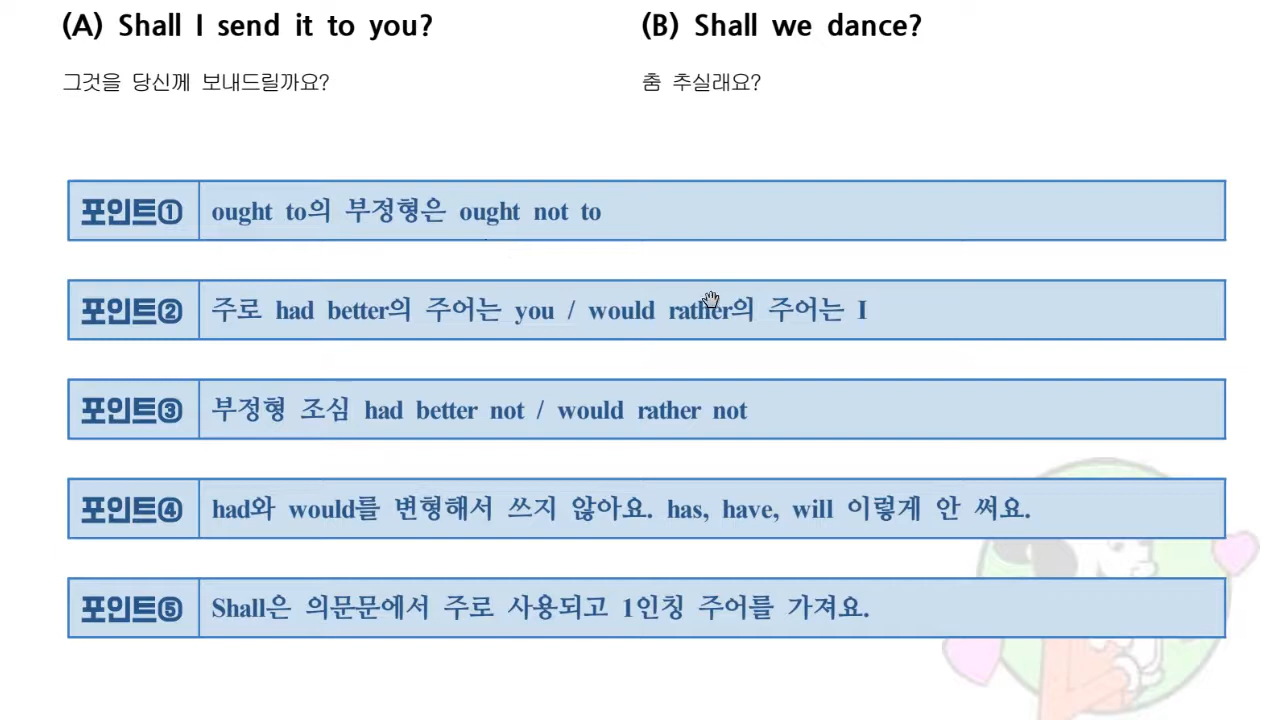 (A) Shall I send it to you?
(B) Shall we dance?
그것을 당신께 보내드릴까요?
춤 추실래요?
포인트① ought to의 부정형은 ought not to
포인트② 주로 had better의 주어는 you / would rather의 주어는 I
포인트③ 부정형 조심 had better not / would rather not
포인트④ had와 would를 변형해서 쓰지 않아요. has, have, will 이렇게 안 써요.
포인트⑤ Shall은 의문문에서 주로 사용되고 1인칭 주어를 가져요.